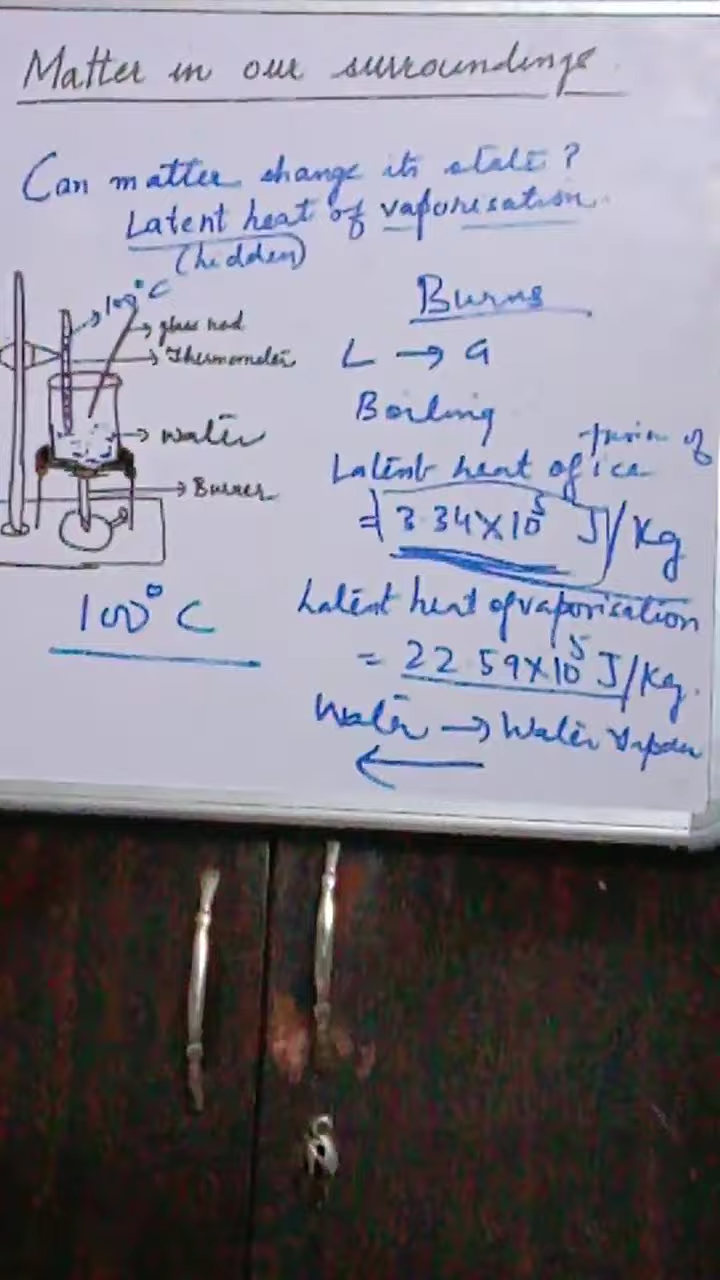 Matter in our surroundings.
Can matter change its state?
Latent heat of vaporisation.
(hidden)
100°C
glass rod
Thermometer
water
Burner
100°C
Burns
L → G
Boiling
fusion of
Latent heat of ice
= 3.34×10⁵ J/Kg
Latent heat of vaporisation
= 22.59×10⁵ J/Kg.
Water → Water Vapour
←